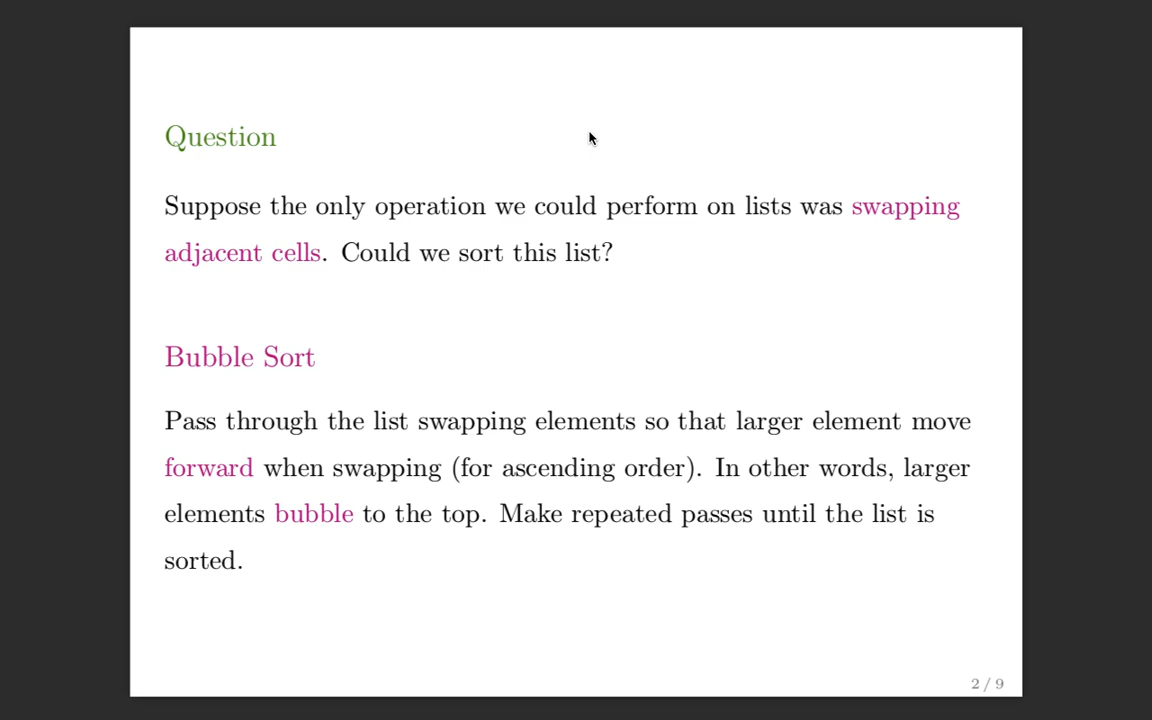 Question
Suppose the only operation we could perform on lists was swapping
adjacent cells. Could we sort this list?
Bubble Sort
Pass through the list swapping elements so that larger element move
forward when swapping (for ascending order). In other words, larger
elements bubble to the top. Make repeated passes until the list is
sorted.
2 / 9